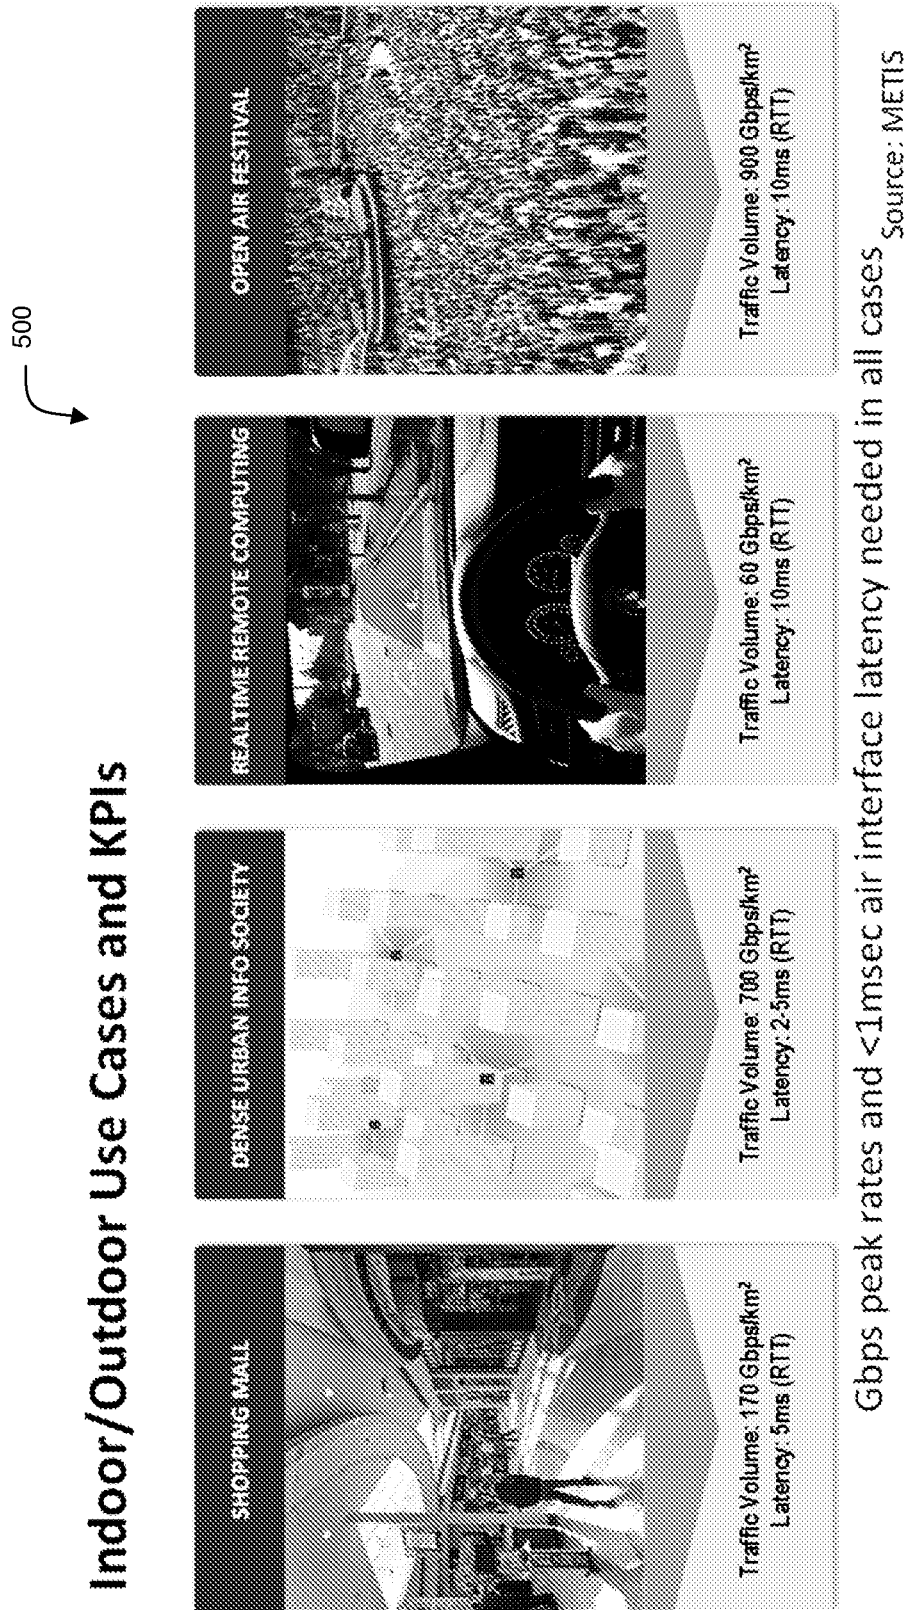 500
Indoor/Outdoor Use Cases and KPIs
SHOPPING MALL
Traffic Volume: 170 Gbps/km²
Latency: 5ms (RTT)
DENSE URBAN INFO SOCIETY
Traffic Volume: 700 Gbps/km²
Latency: 2-5ms (RTT)
REALTIME REMOTE COMPUTING
Traffic Volume: 60 Gbps/km²
Latency: 10ms (RTT)
OPEN AIR FESTIVAL
Traffic Volume: 900 Gbps/km²
Latency: 10ms (RTT)
Gbps peak rates and <1msec air interface latency needed in all cases
Source: METIS